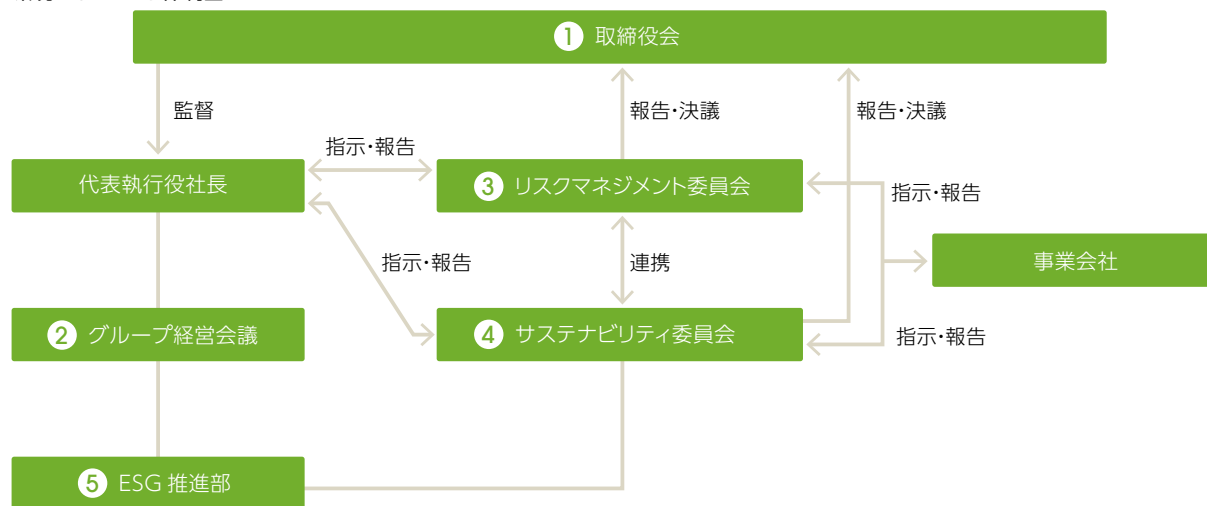 ① 取締役会
監督
報告・決議
報告・決議
指示・報告
代表執行役社長
③ リスクマネジメント委員会
指示・報告
指示・報告
連携
事業会社
② グループ経営会議
④ サステナビリティ委員会
指示・報告
⑤ ESG 推進部